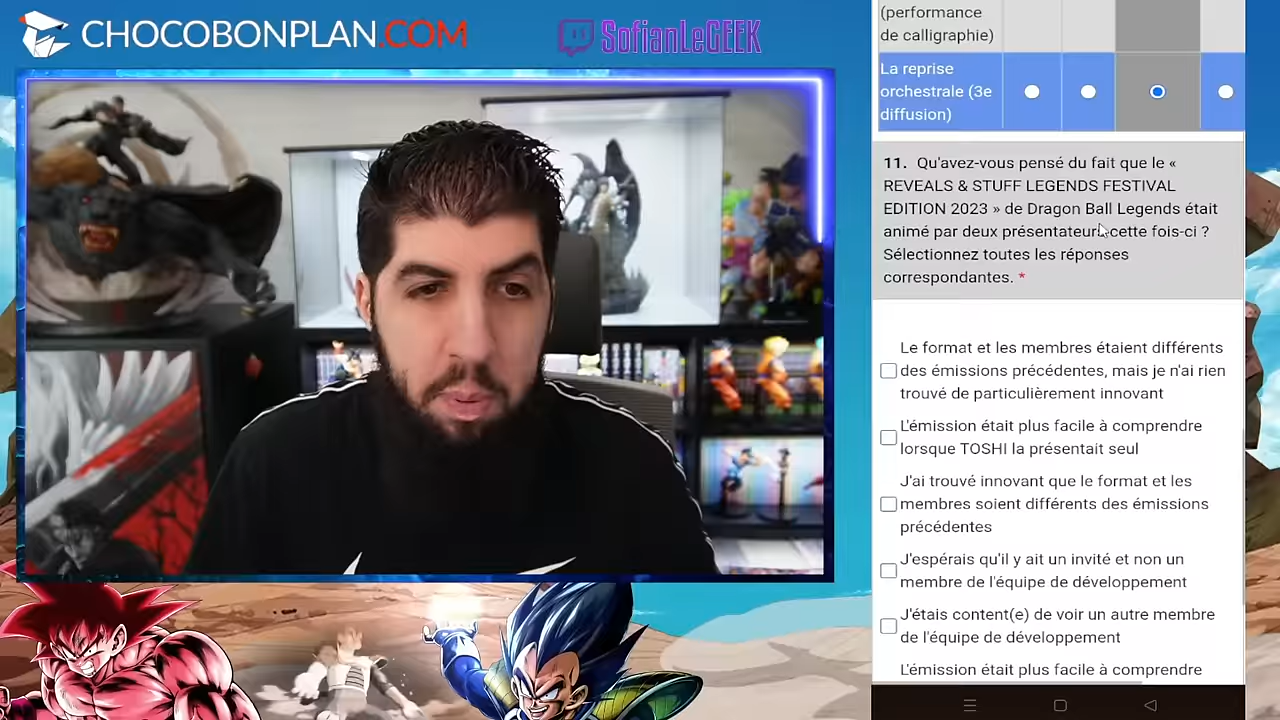 CHOCOBONPLAN.COM
SofianLeGEEK
(performance
de calligraphie)
La reprise
orchestrale (3e
diffusion)
11. Qu'avez-vous pensé du fait que le «
REVEALS & STUFF LEGENDS FESTIVAL
EDITION 2023 » de Dragon Ball Legends était
animé par deux présentateurs cette fois-ci ?
Sélectionnez toutes les réponses
correspondantes. *
Le format et les membres étaient différents
des émissions précédentes, mais je n'ai rien
trouvé de particulièrement innovant
L'émission était plus facile à comprendre
lorsque TOSHI la présentait seul
J'ai trouvé innovant que le format et les
membres soient différents des émissions
précédentes
J'espérais qu'il y ait un invité et non un
membre de l'équipe de développement
J'étais content(e) de voir un autre membre
de l'équipe de développement
L'émission était plus facile à comprendre